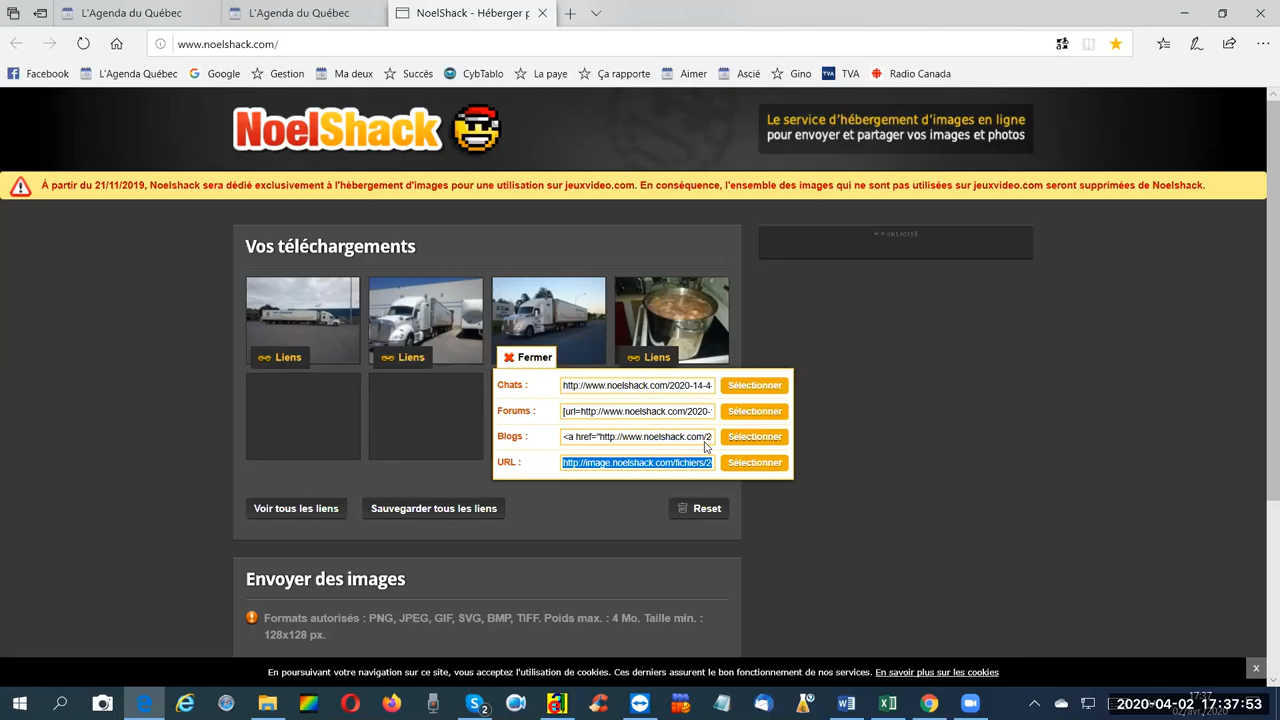 L'Agenda du Québec
L'Agenda du Québec
NoelShack - Héberger
www.noelshack.com/
Facebook
L'Agenda Québec
Google
Gestion
Ma deux
Succés
CybTablo
La pays
Ça rapporte
Aimer
Ascié
Gino
TVA
TVA
Radio Canada
NoelShack
Le service d'hébergement d'images en ligne
pour envoyer et partager vos images et photos
À partir du 21/11/2019, Noelshack sera dédié exclusivement à l'hébergement d'images pour une utilisation sur jeuxvideo.com. En conséquence, l'ensemble des images qui ne sont pas utilisées sur jeuxvideo.com seront supprimées de Noelshack.
Vos téléchargements
PUBLICITÉ
Liens
Liens
Fermer
Liens
Chats :
http://www.noelshack.com/2020-14-4-
Sélectionner
Forums :
[url=http://www.noelshack.com/2020-
Sélectionner
Blogs :
<a href="http://www.noelshack.com/2
Sélectionner
URL :
http://image.noelshack.com/fichiers/2
Sélectionner
Voir tous les liens
Sauvegarder tous les liens
Reset
Envoyer des images
Formats autorisés : PNG, JPEG, GIF, SVG, BMP, TIFF. Poids max. : 4 Mo. Taille min. :
128x128 px.
En poursuivant votre navigation sur ce site, vous acceptez l'utilisation de cookies. Ces derniers assurent le bon fonctionnement de nos services. En savoir plus sur les cookies
x
2
17:37
2020-04-02 17:37:53